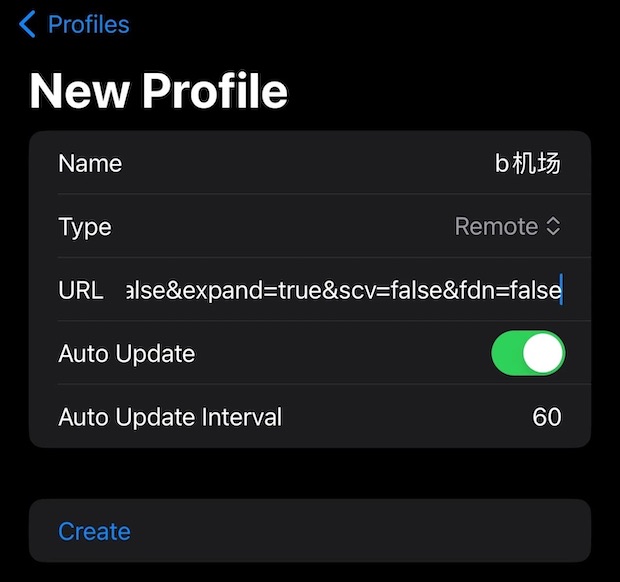 Profiles
New Profile
Name b机场
Type Remote
URL alse&expand=true&scv=false&fdn=false
Auto Update
Auto Update Interval 60
Create